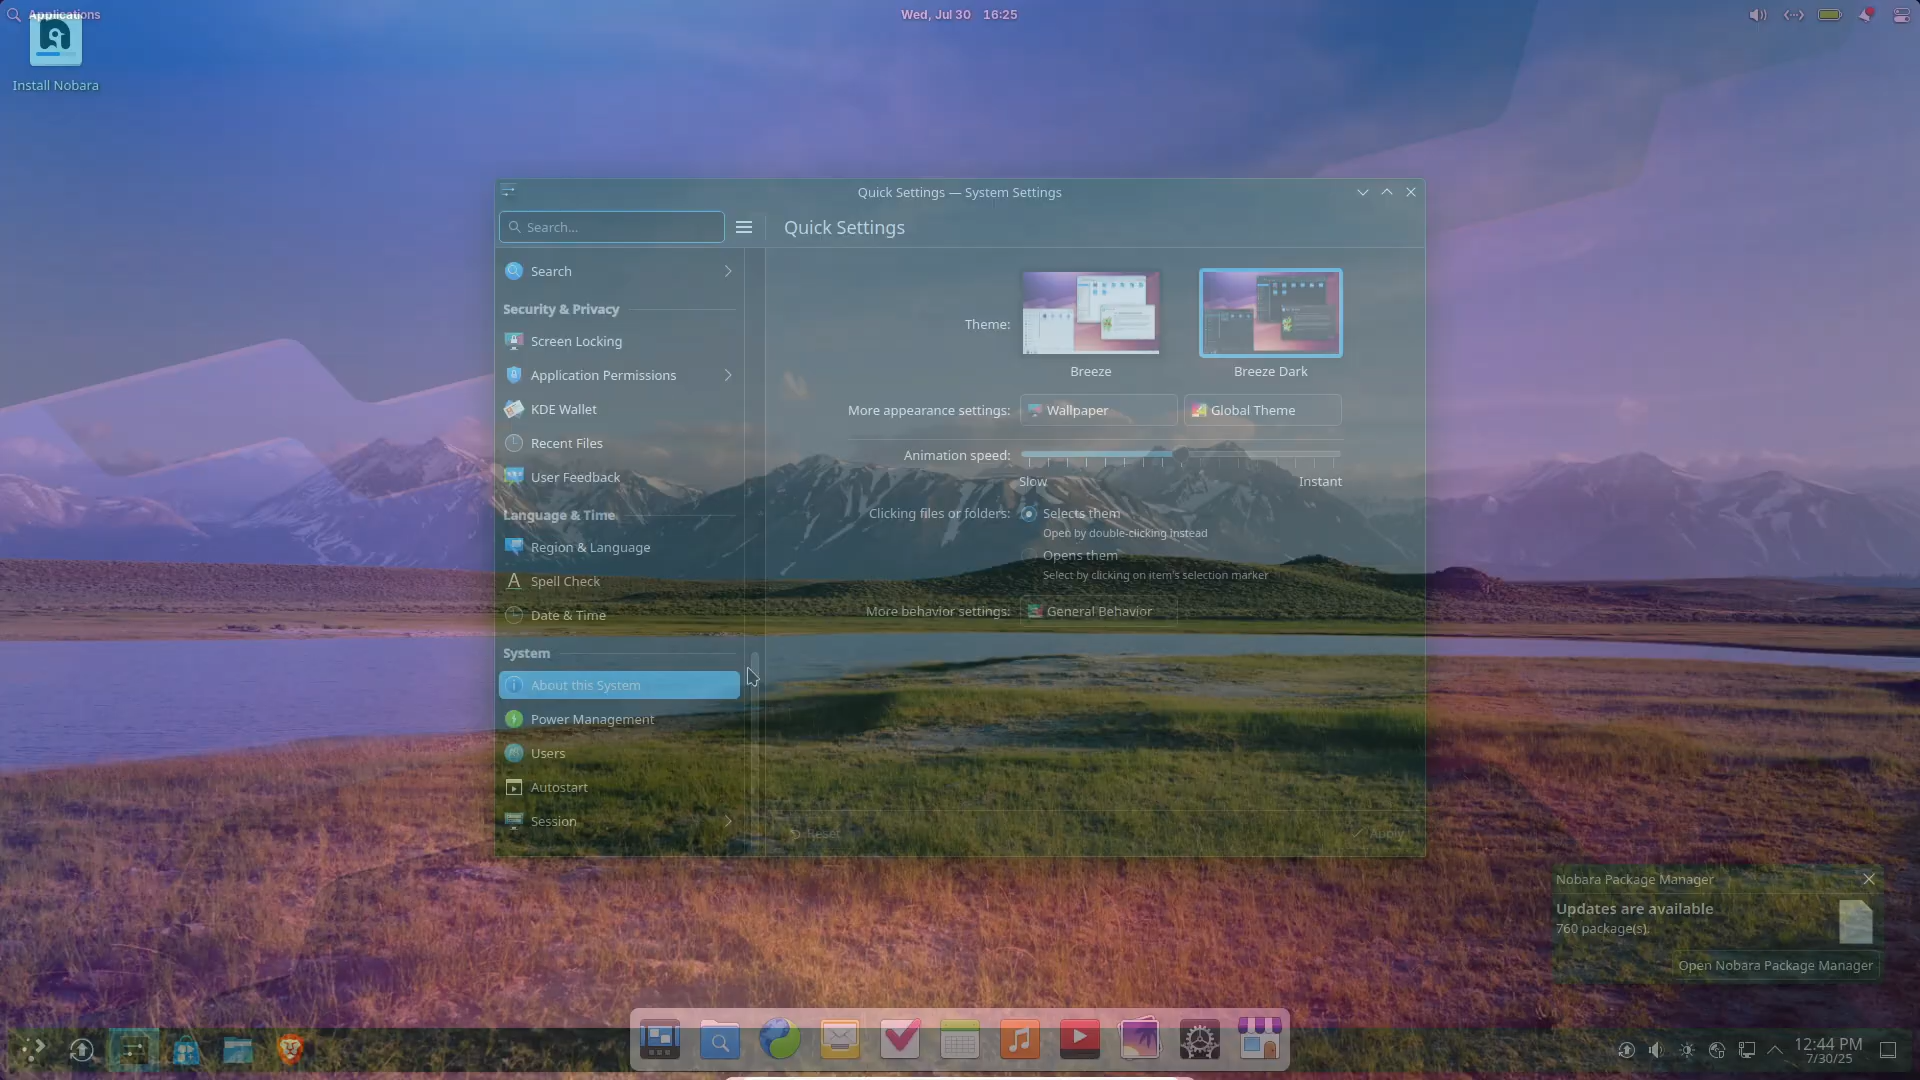 Applications
Wed, Jul 30 16:25
Install Nobara
Quick Settings — System Settings
Search...
Quick Settings
Search
Security & Privacy
Screen Locking
Application Permissions
KDE Wallet
Recent Files
User Feedback
Language & Time
Region & Language
Spell Check
Date & Time
System
About this System
Power Management
Users
Autostart
Session
Theme:
Breeze
Breeze Dark
More appearance settings:
Wallpaper
Global Theme
Animation speed:
Slow
Instant
Clicking files or folders:
Selects them
Open by double-clicking instead
Opens them
Select by clicking on item's selection marker
More behavior settings:
General Behavior
Reset
Apply
Nobara Package Manager
Updates are available
760 package(s).
Open Nobara Package Manager
12:44 PM
7/30/25